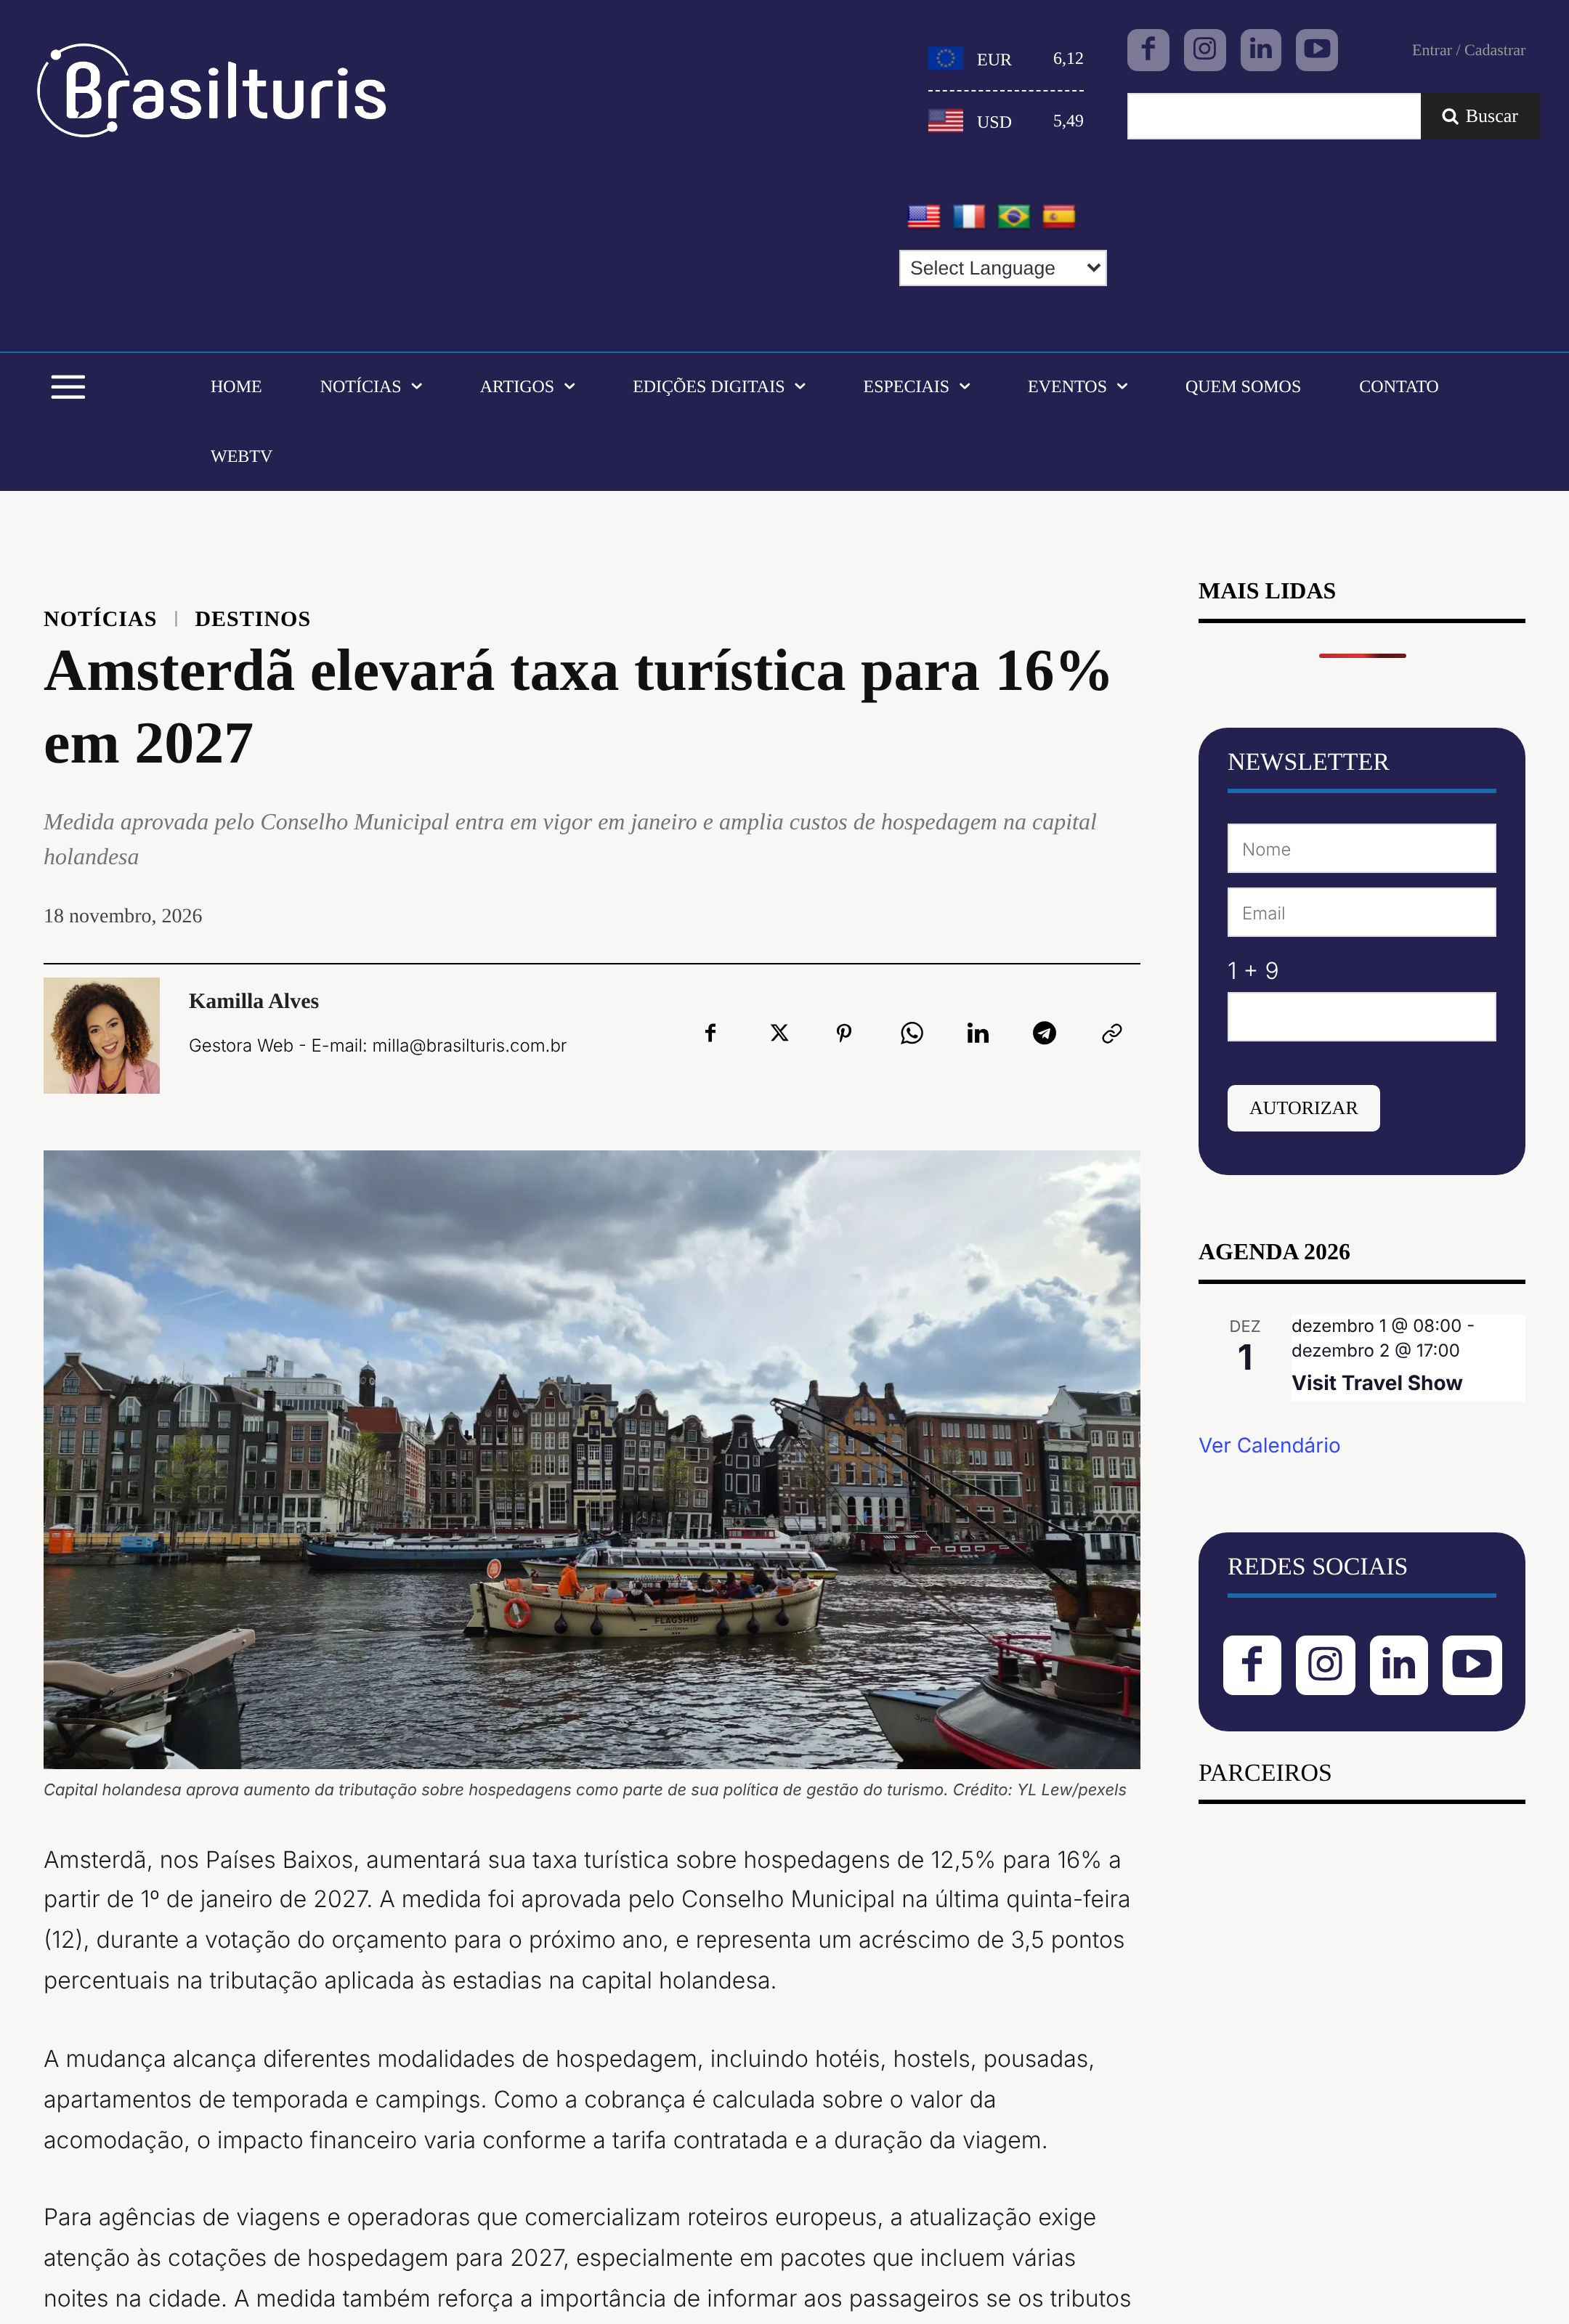 Brasilturis
EUR 6,12
USD 5,49
Entrar / Cadastrar
Buscar
Select Language
HOME
NOTÍCIAS
ARTIGOS
EDIÇÕES DIGITAIS
ESPECIAIS
EVENTOS
QUEM SOMOS
CONTATO
WEBTV
NOTÍCIAS | DESTINOS
Amsterdã elevará taxa turística para 16%
em 2027
Medida aprovada pelo Conselho Municipal entra em vigor em janeiro e amplia custos de hospedagem na capital
holandesa
18 novembro, 2026
Kamilla Alves
Gestora Web - E-mail: milla@brasilturis.com.br
FLAGSHIP
Capital holandesa aprova aumento da tributação sobre hospedagens como parte de sua política de gestão do turismo. Crédito: YL Lew/pexels
Amsterdã, nos Países Baixos, aumentará sua taxa turística sobre hospedagens de 12,5% para 16% a
partir de 1º de janeiro de 2027. A medida foi aprovada pelo Conselho Municipal na última quinta-feira
(12), durante a votação do orçamento para o próximo ano, e representa um acréscimo de 3,5 pontos
percentuais na tributação aplicada às estadias na capital holandesa.
A mudança alcança diferentes modalidades de hospedagem, incluindo hotéis, hostels, pousadas,
apartamentos de temporada e campings. Como a cobrança é calculada sobre o valor da
acomodação, o impacto financeiro varia conforme a tarifa contratada e a duração da viagem.
Para agências de viagens e operadoras que comercializam roteiros europeus, a atualização exige
atenção às cotações de hospedagem para 2027, especialmente em pacotes que incluem várias
noites na cidade. A medida também reforça a importância de informar aos passageiros se os tributos
MAIS LIDAS
NEWSLETTER
Nome
Email
1 + 9
AUTORIZAR
AGENDA 2026
DEZ
1
dezembro 1 @ 08:00 -
dezembro 2 @ 17:00
Visit Travel Show
Ver Calendário
REDES SOCIAIS
PARCEIROS